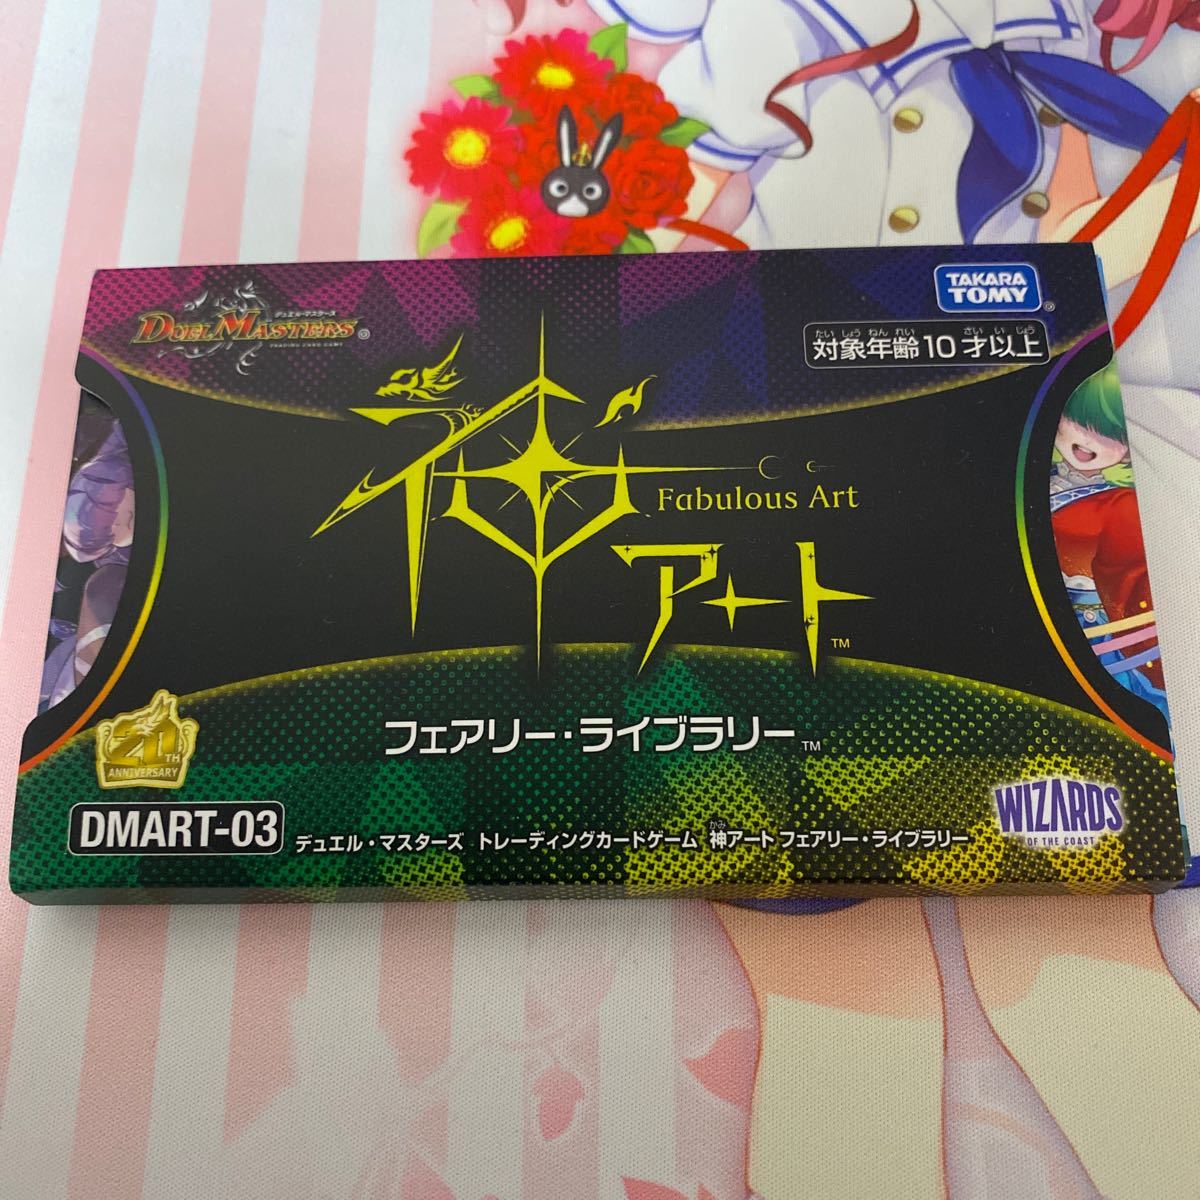 デュエル・マスターズ
DUEL MASTERS
TRADING CARD GAME
TAKARA TOMY
たいしょうねんれい さいいじょう
対象年齢10才以上
神アート™
Fabulous Art
フェアリー・ライブラリー™
20TH
ANNIVERSARY
DMART-03
かみ
デュエル・マスターズ トレーディングカードゲーム 神アート フェアリー・ライブラリー
WIZARDS
OF THE COAST